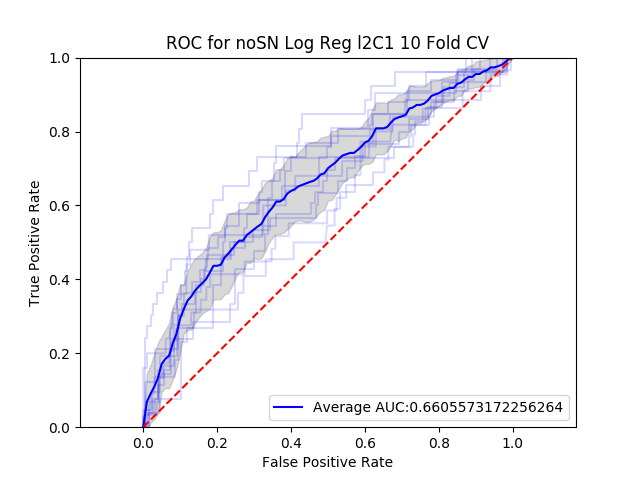 ROC for noSN Log Reg l2C1 10 Fold CV
True Positive Rate
1.0
0.8
0.6
0.4
0.2
0.0
Average AUC:0.6605573172256264
0.0 0.2 0.4 0.6 0.8 1.0
False Positive Rate